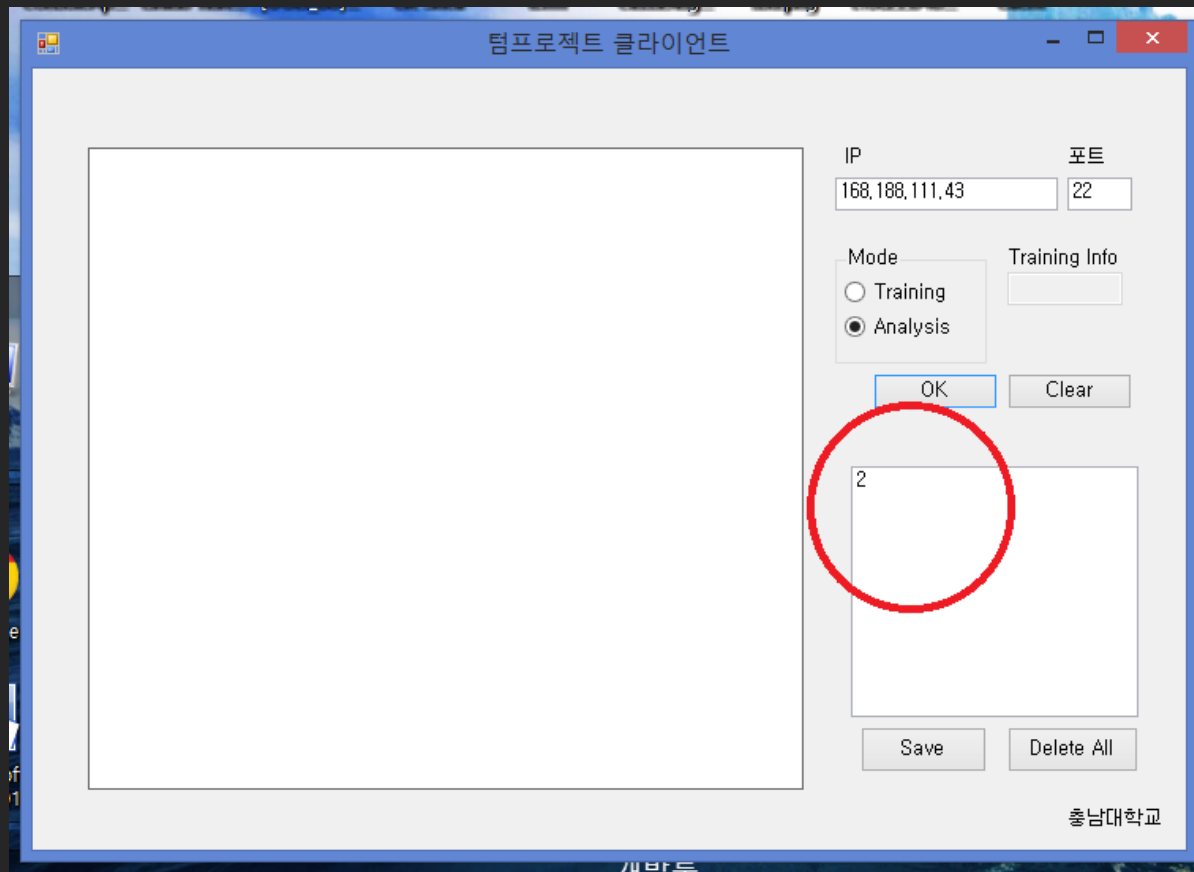 텀프로젝트 클라이언트
IP
포트
168,188,111,43
22
Mode
Training Info
Training
Analysis
OK
Clear
2
Save
Delete All
충남대학교